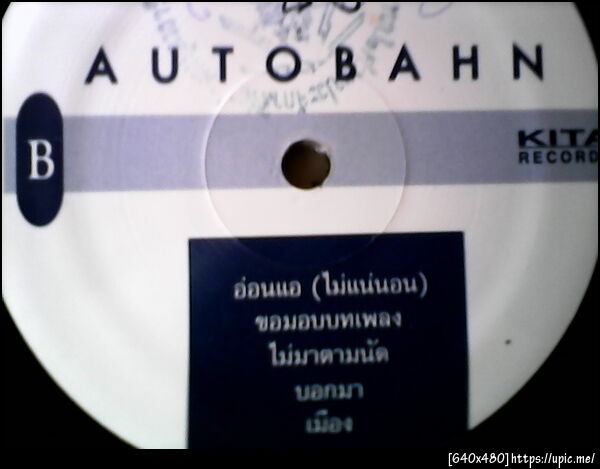 AUTOBAHN
B
KITA
RECORD
อ่อนแอ (ไม่แน่นอน)
ขอมอบบทเพลง
ไม่มาตามนัด
บอกมา
เมือง
[640x480]https://upic.me/